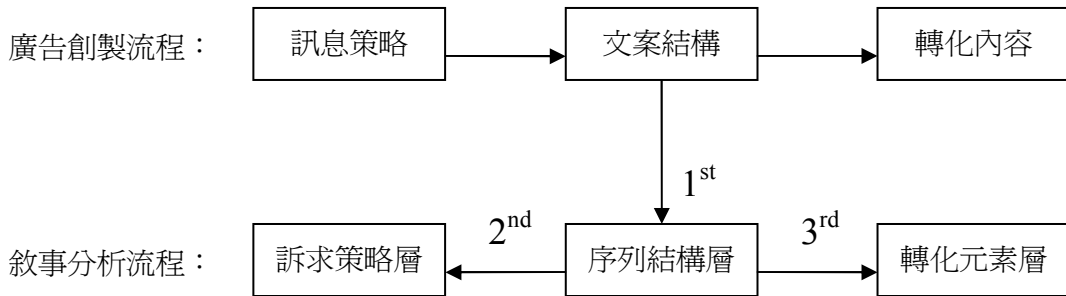 廣告創製流程： 訊息策略 文案結構 轉化內容
1st
2nd 3rd
敘事分析流程： 訴求策略層 序列結構層 轉化元素層